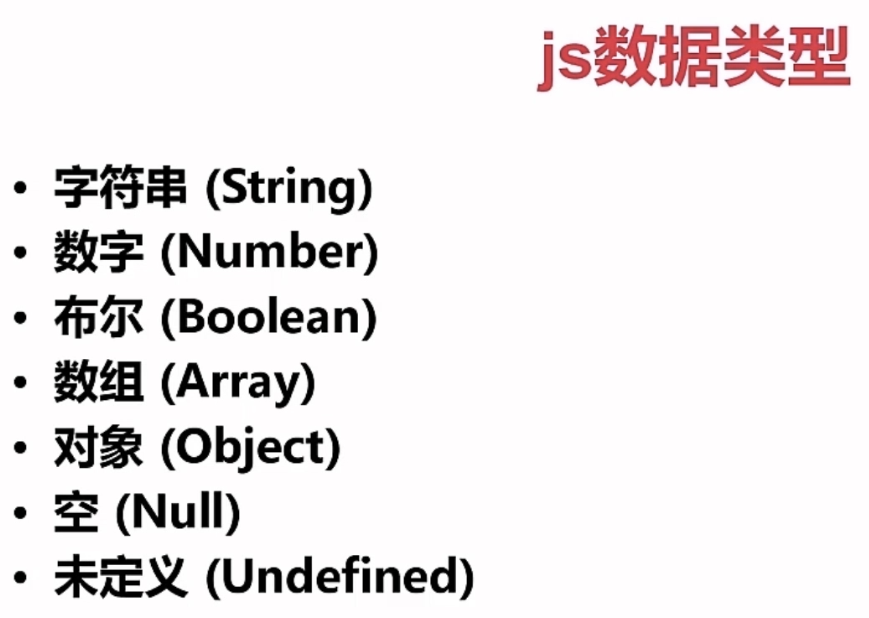 js数据类型
• 字符串 (String)
• 数字 (Number)
• 布尔 (Boolean)
• 数组 (Array)
• 对象 (Object)
• 空 (Null)
• 未定义 (Undefined)